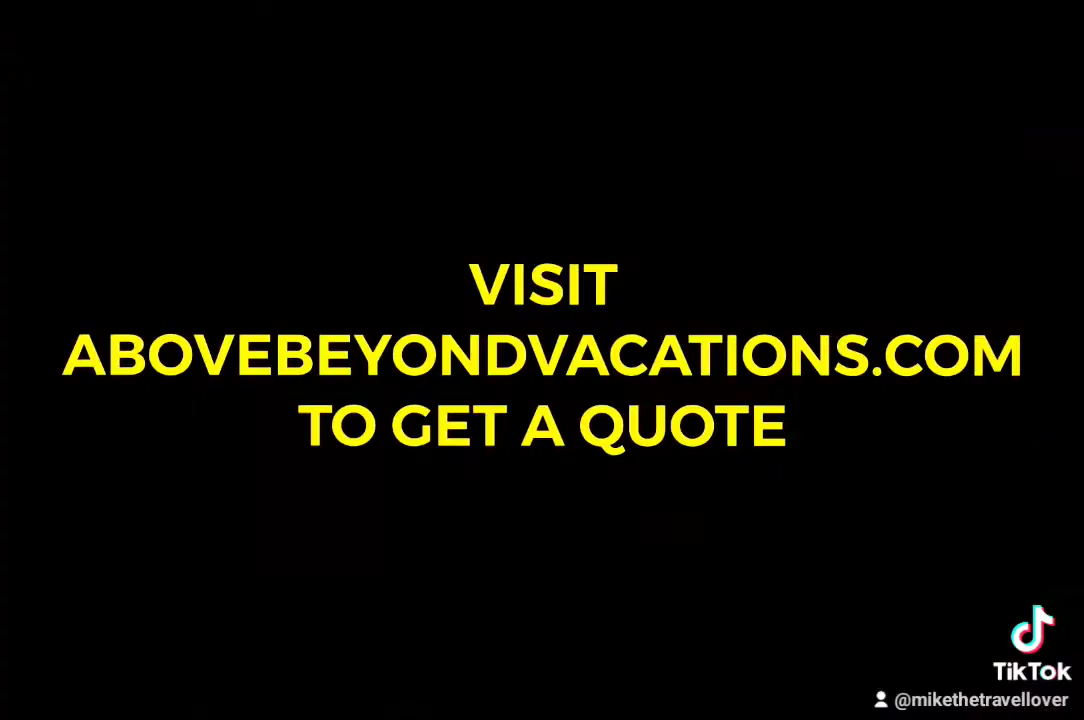 VISIT
ABOVEBEYONDVACATIONS.COM
TO GET A QUOTE
TikTok
@mikethetravellover